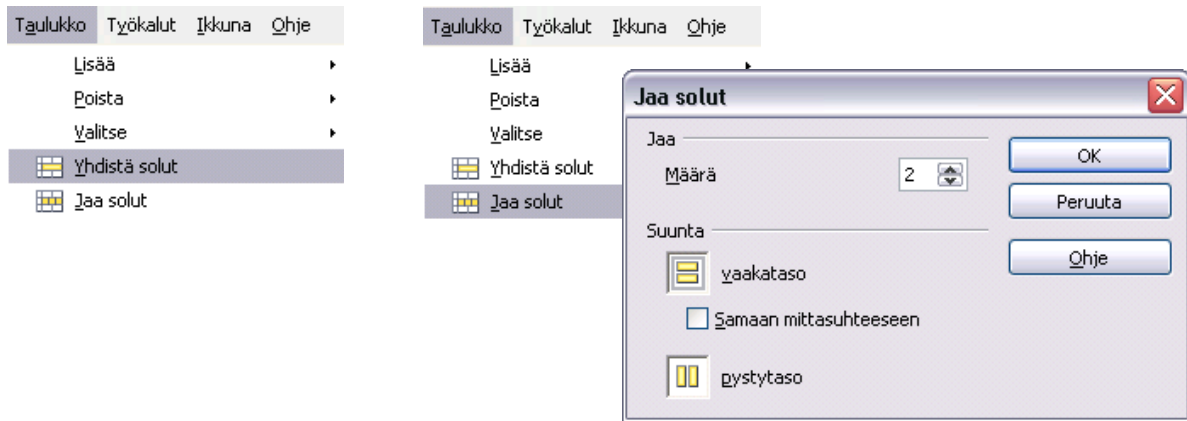 Taulukko Työkalut Ikkuna Ohje
Lisää
Poista
Valitse
Yhdistä solut
Jaa solut
Taulukko Työkalut Ikkuna Ohje
Lisää
Poista
Valitse
Yhdistä solut
Jaa solut
Jaa solut
Jaa
Määrä 2
Suunta
vaakataso
Samaan mittasuhteeseen
pystytaso
OK
Peruuta
Ohje